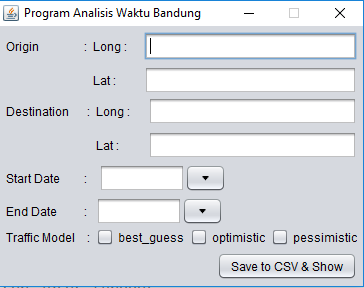 Program Analisis Waktu Bandung
Origin : Long :
Lat :
Destination : Long :
Lat :
Start Date :
End Date :
Traffic Model : best_guess optimistic pessimistic
Save to CSV & Show